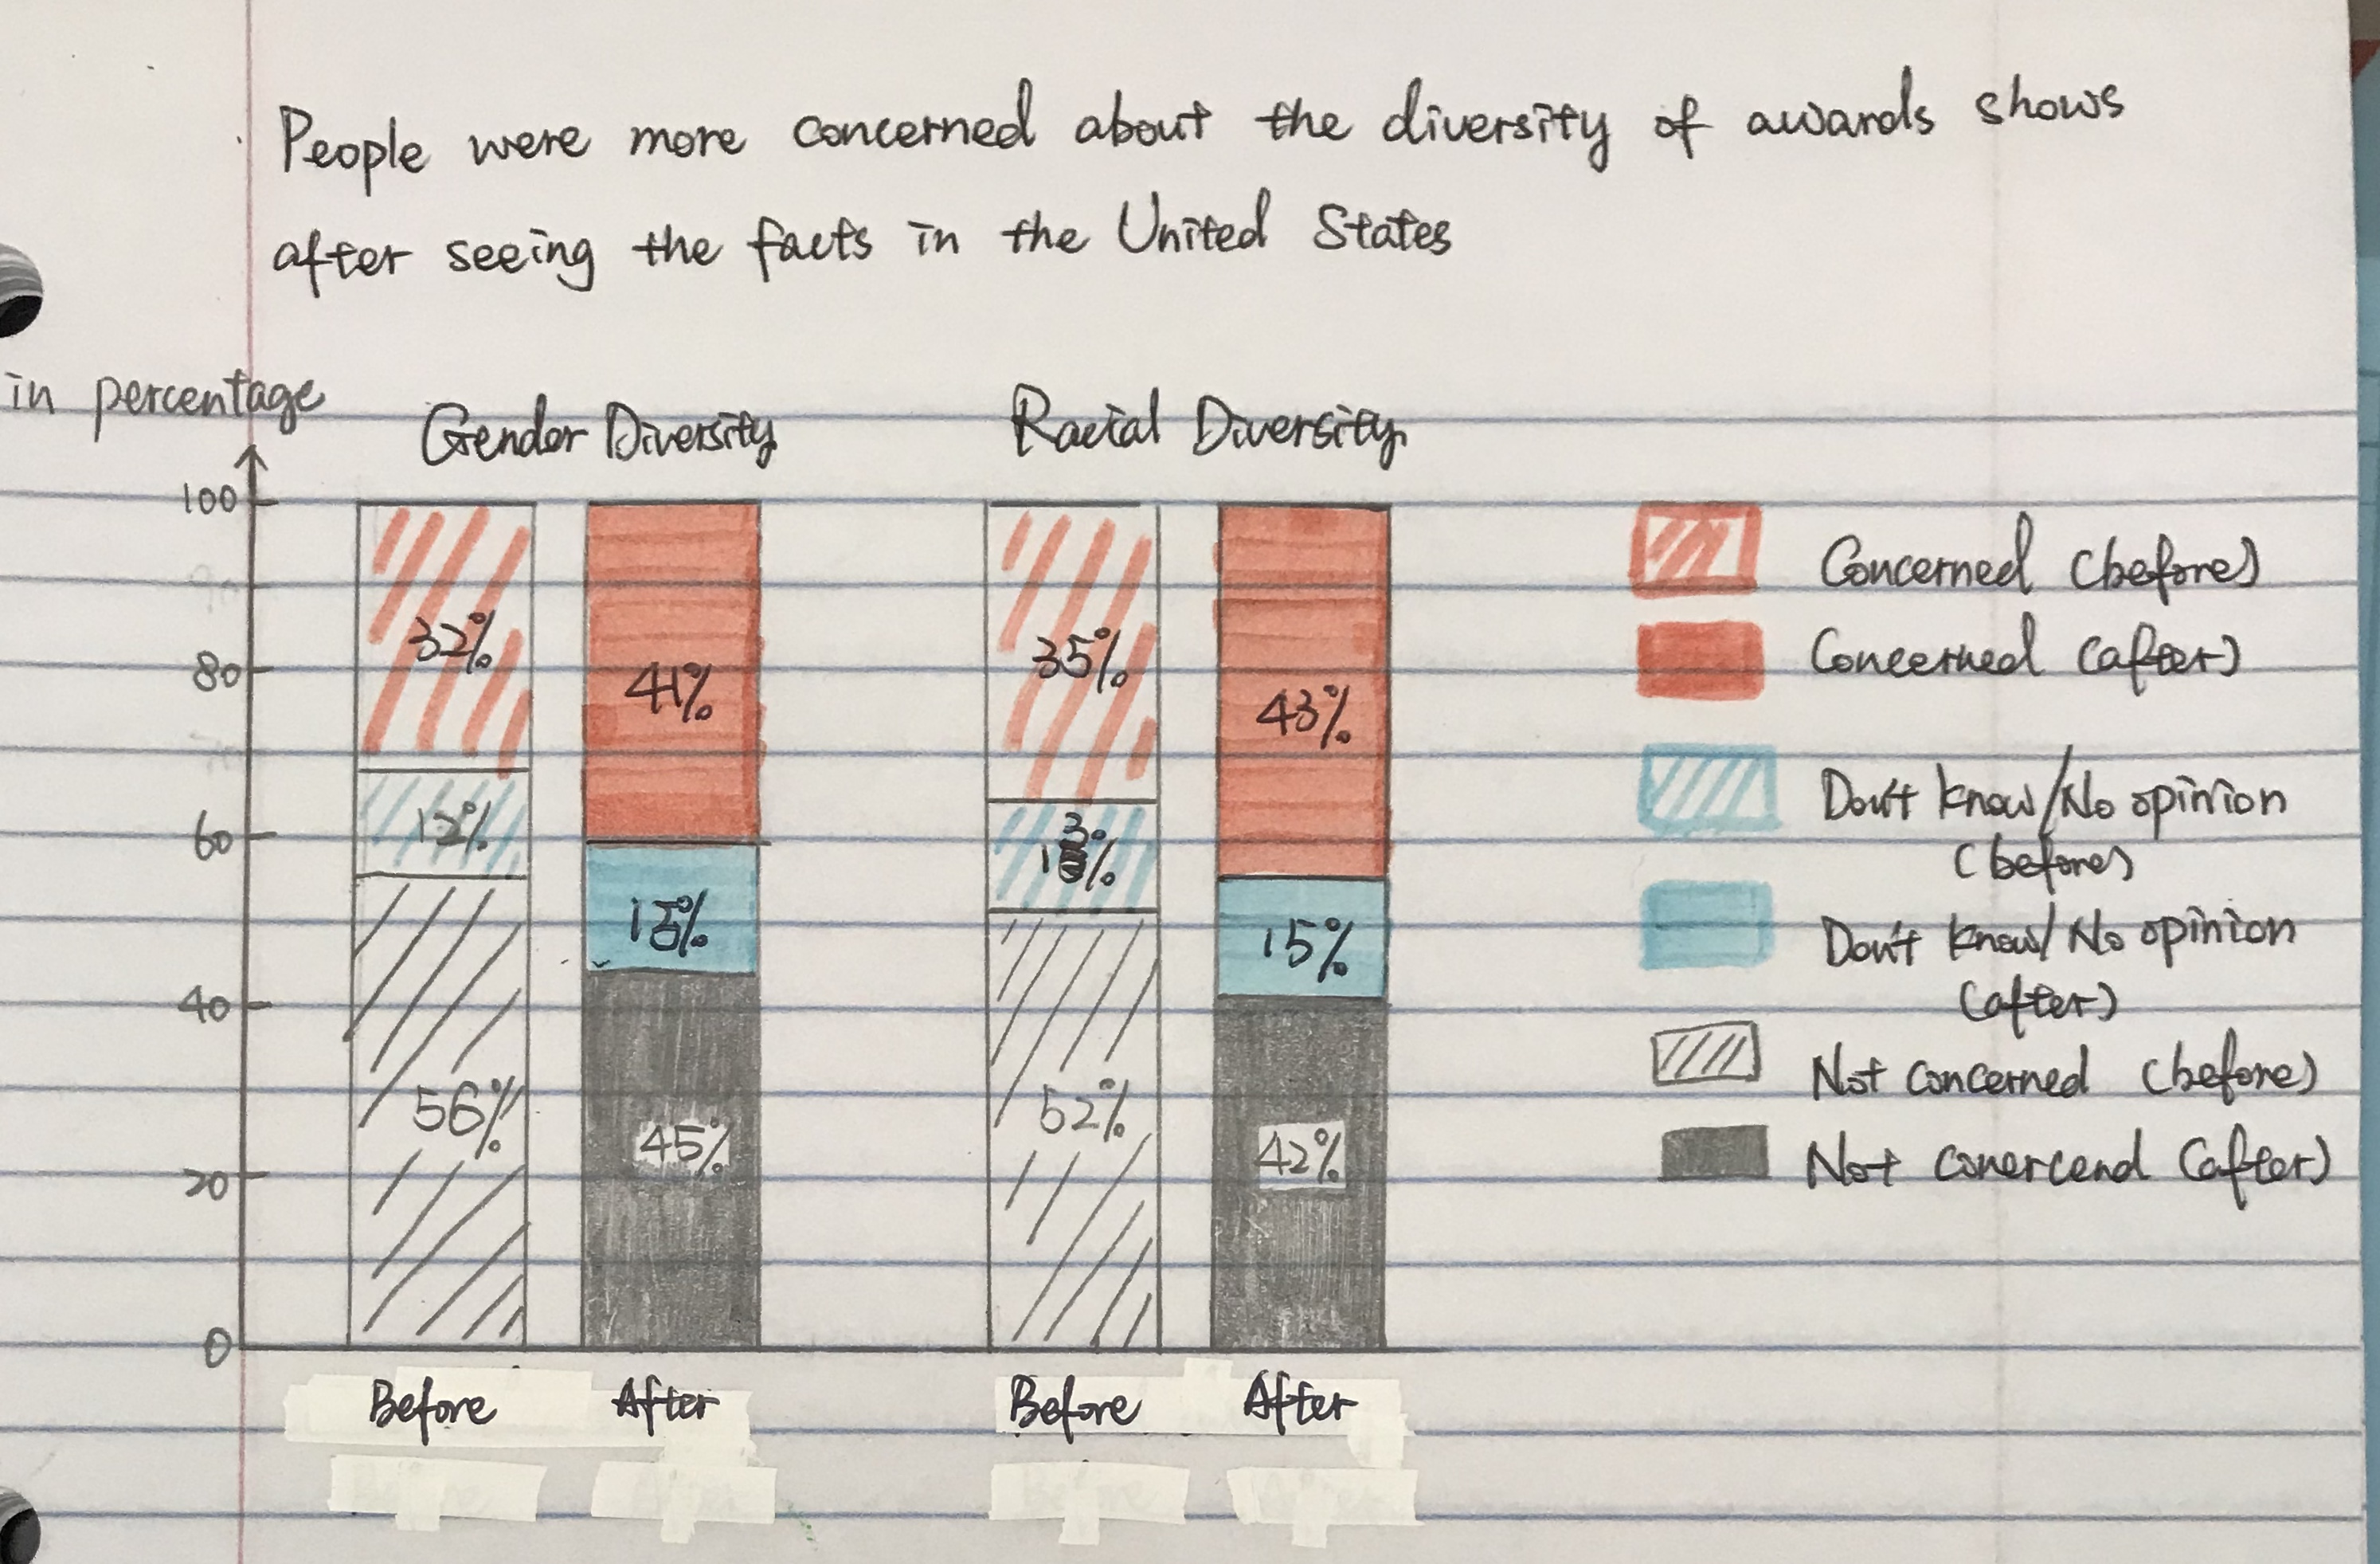 People were more concerned about the diversity of awards shows
after seeing the facts in the United States
in percentage
Gender Diversity
Racial Diversity
100
80
60
40
20
0
32%
12%
56%
41%
15%
45%
35%
13%
52%
43%
15%
42%
Before
After
Before
After
Concerned (before)
Concerned (after)
Don't know/No opinion
(before)
Don't know/No opinion
(after)
Not concerned (before)
Not conercend (after)